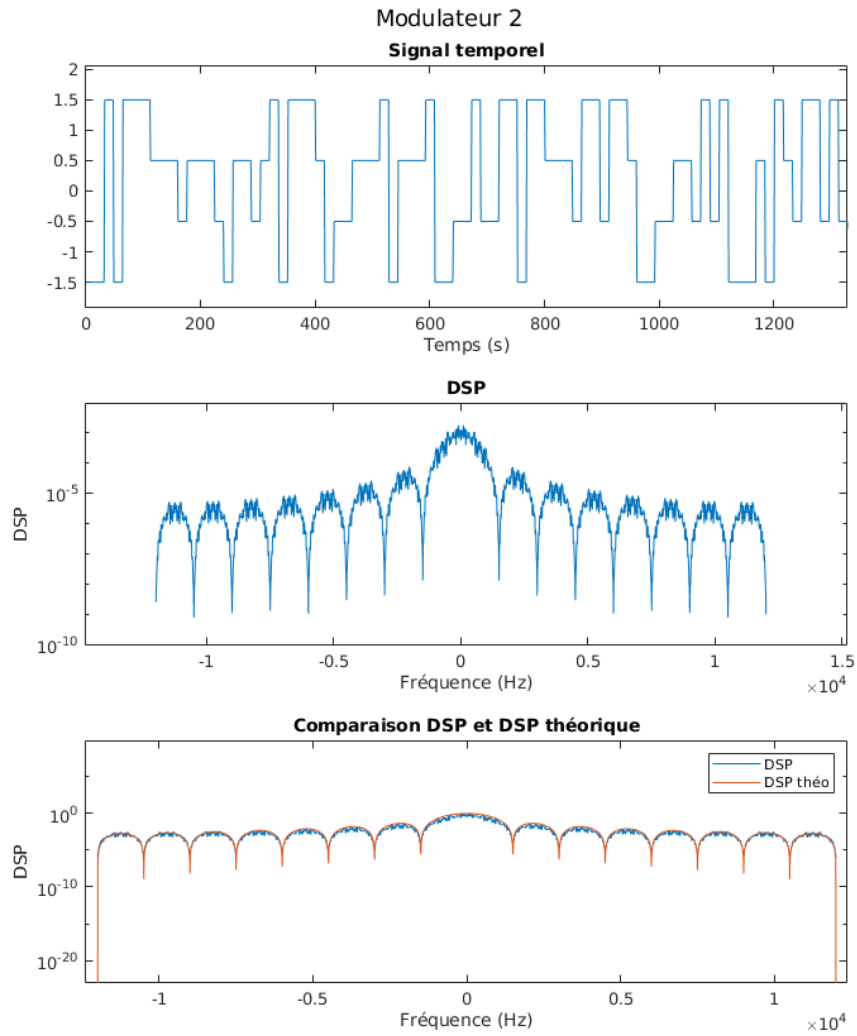 Modulateur 2
Signal temporel
2
1.5
1
0.5
0
-0.5
-1
-1.5
0 200 400 600 800 1000 1200
Temps (s)
DSP
DSP
10^-5
10^-10
-1 -0.5 0 0.5 1 1.5
Fréquence (Hz)
×10^4
Comparaison DSP et DSP théorique
DSP
DSP théo
DSP
10^0
10^-10
10^-20
-1 -0.5 0 0.5 1
Fréquence (Hz)
×10^4